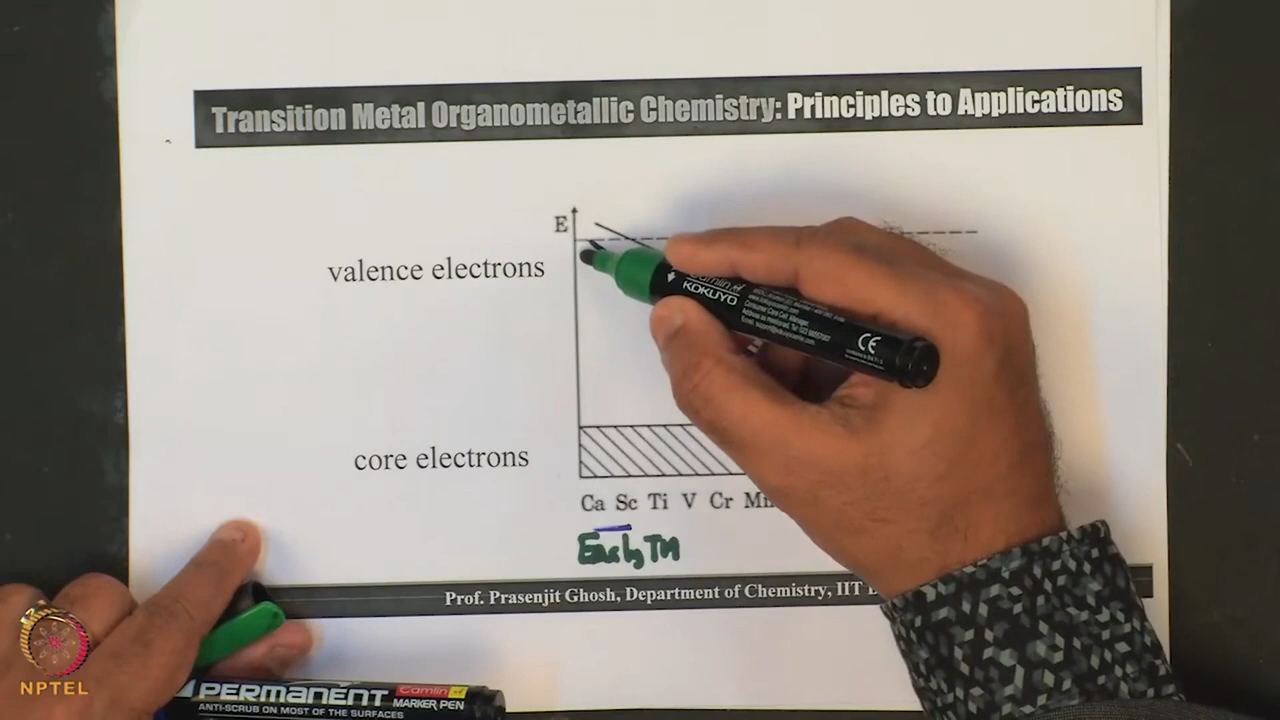 Transition Metal Organometallic Chemistry: Principles to Applications
E
valence electrons
KOKUYO
CE
core electrons
Ca Sc Ti V Cr
Early TM
Prof. Prasenjit Ghosh, Department of Chemistry, IIT
NPTEL
PERMANENT Camlin
MARKER PEN
ANTI-SCRUB ON MOST OF THE SURFACES